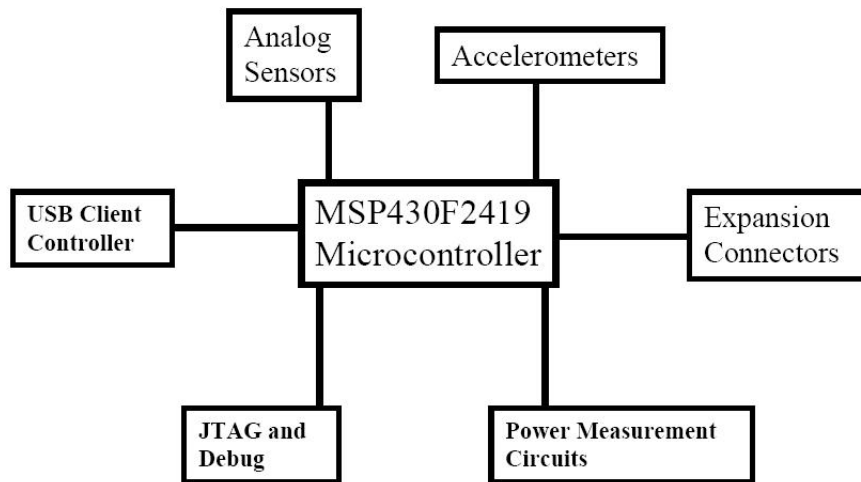 Analog
Sensors
Accelerometers
USB Client
Controller
MSP430F2419
Microcontroller
Expansion
Connectors
JTAG and
Debug
Power Measurement
Circuits